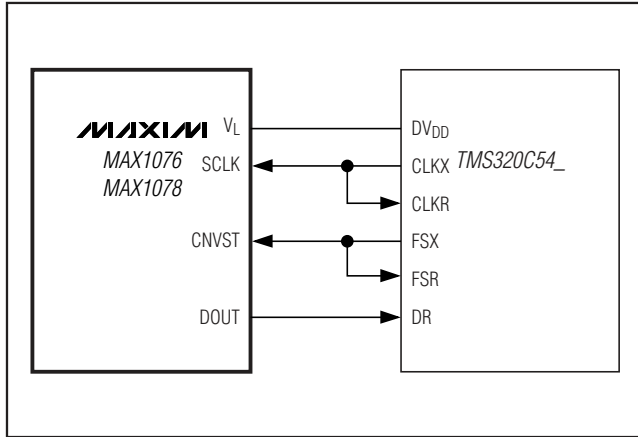 MAXIM
MAX1076
MAX1078
VL
SCLK
CNVST
DOUT
DVDD
CLKX
CLKR
FSX
FSR
DR
TMS320C54_